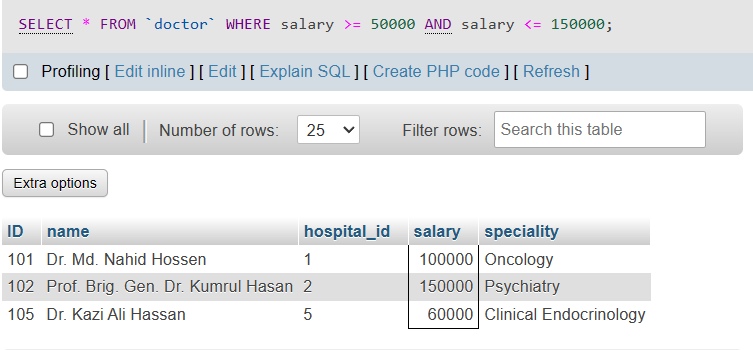 SELECT * FROM `doctor` WHERE salary >= 50000 AND salary <= 150000;
Profiling [ Edit inline ] [ Edit ] [ Explain SQL ] [ Create PHP code ] [ Refresh ]
Show all | Number of rows: 25 Filter rows: Search this table
Extra options
ID name hospital_id salary speciality
101 Dr. Md. Nahid Hossen 1 100000 Oncology
102 Prof. Brig. Gen. Dr. Kumrul Hasan 2 150000 Psychiatry
105 Dr. Kazi Ali Hassan 5 60000 Clinical Endocrinology